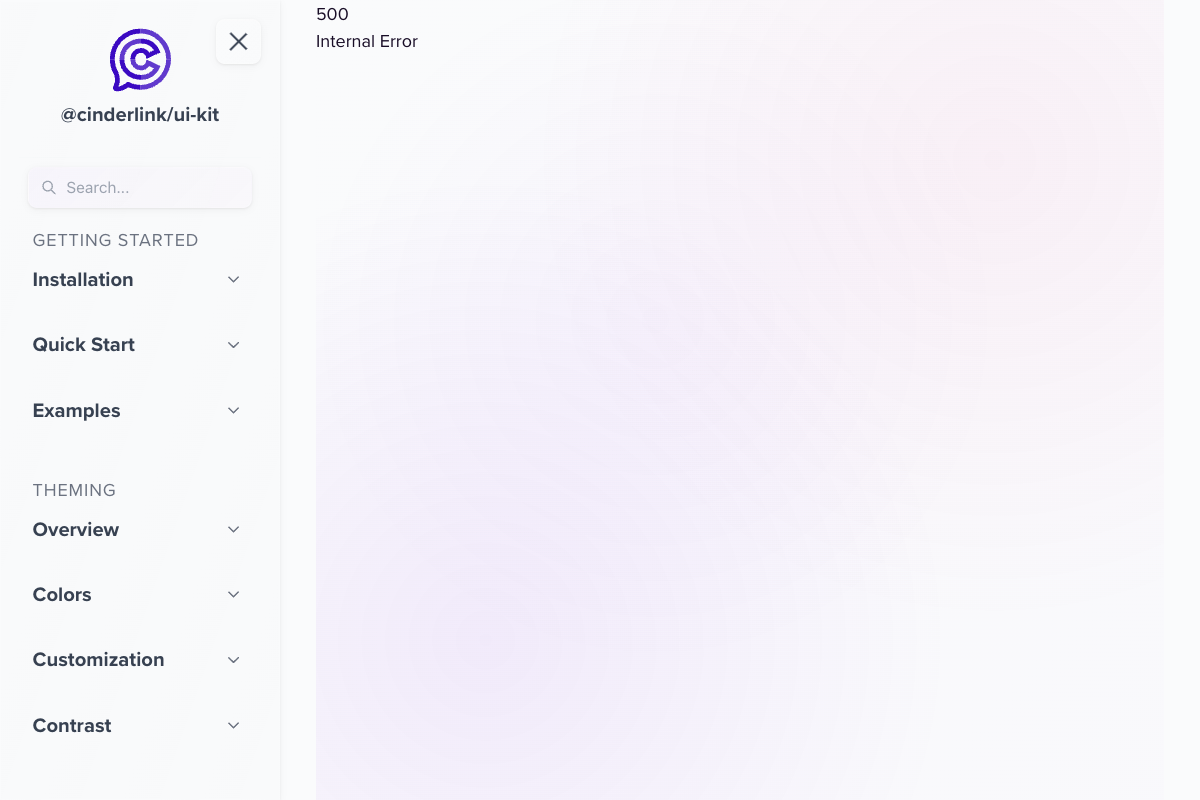 @cinderlink/ui-kit
Search...
GETTING STARTED
Installation
Quick Start
Examples
THEMING
Overview
Colors
Customization
Contrast
500
Internal Error